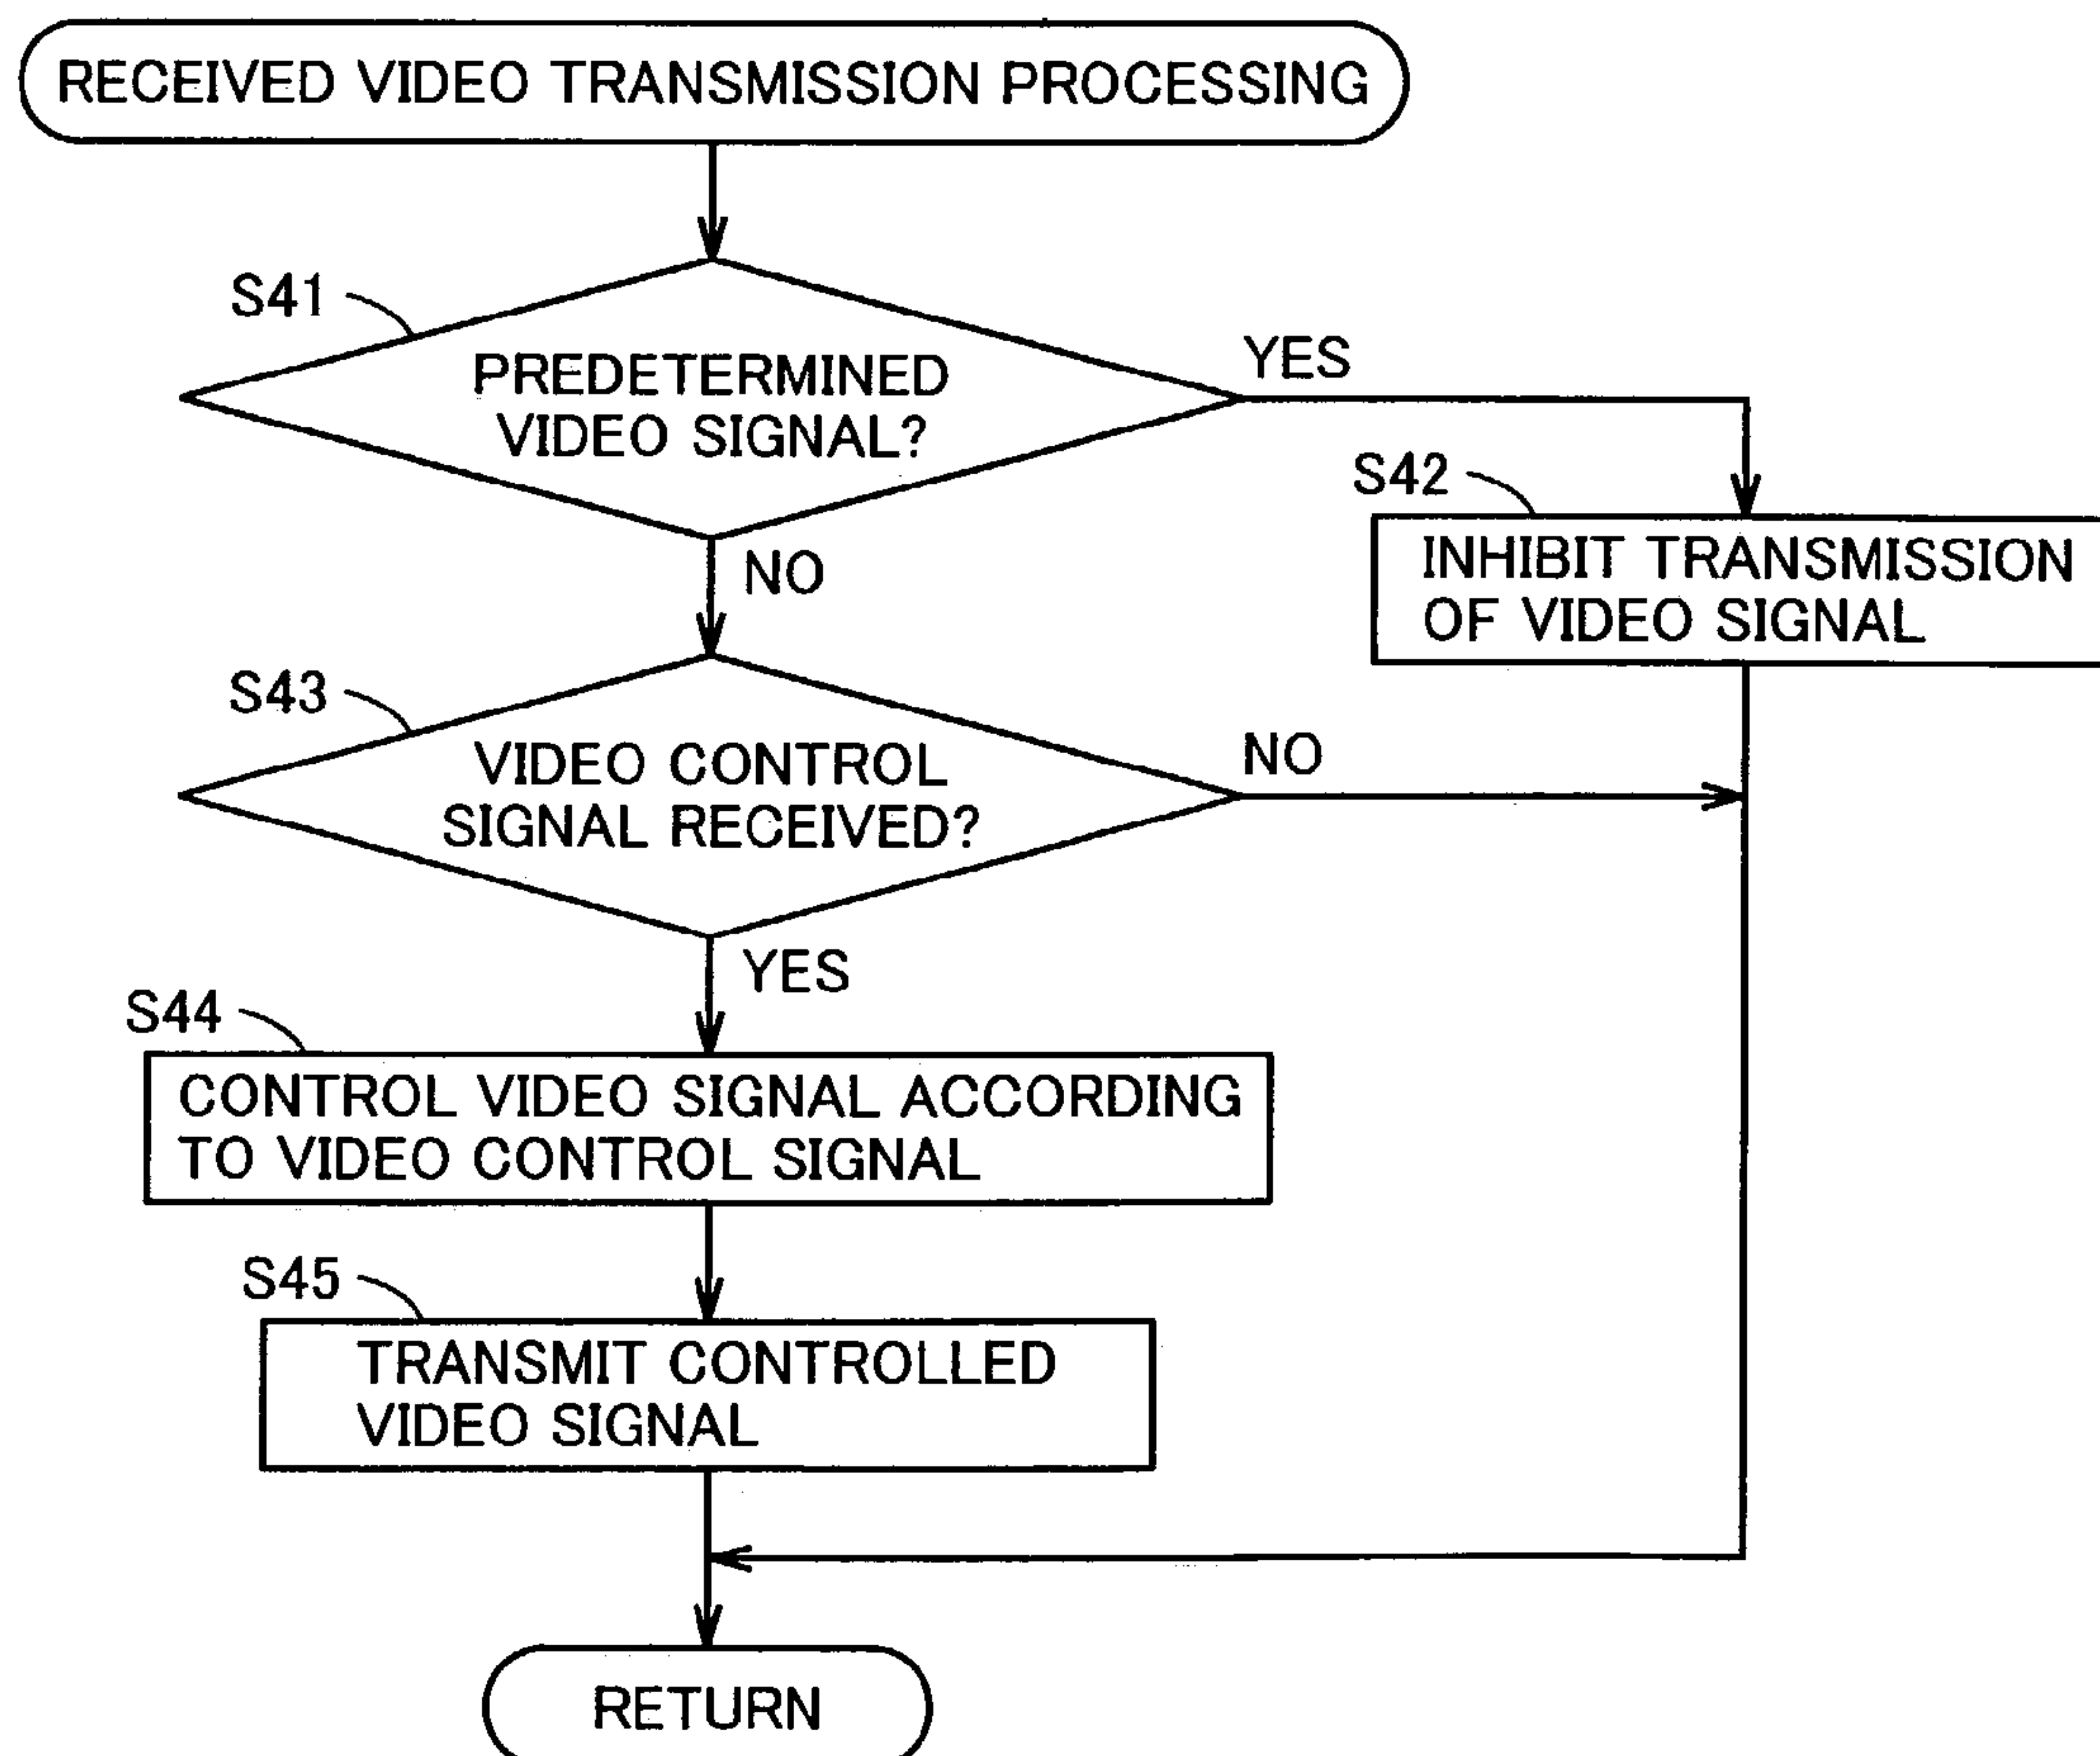 RECEIVED VIDEO TRANSMISSION PROCESSING
S41
PREDETERMINED
VIDEO SIGNAL?
YES
NO
S42
INHIBIT TRANSMISSION
OF VIDEO SIGNAL
S43
VIDEO CONTROL
SIGNAL RECEIVED?
NO
YES
S44
CONTROL VIDEO SIGNAL ACCORDING
TO VIDEO CONTROL SIGNAL
S45
TRANSMIT CONTROLLED
VIDEO SIGNAL
RETURN